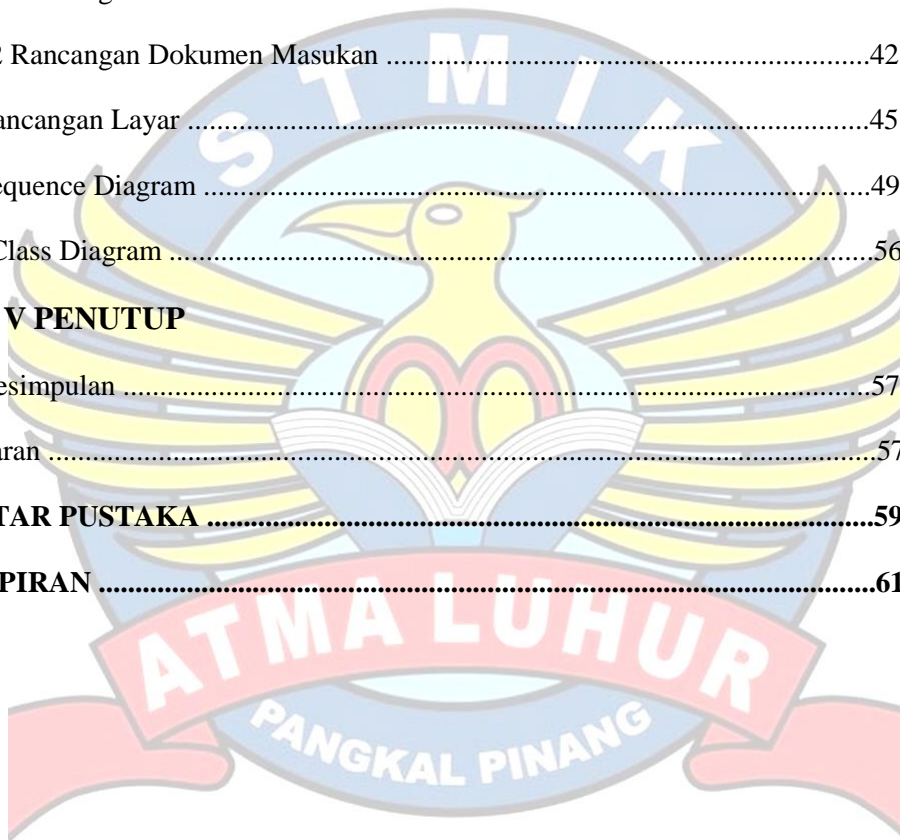 2 Rancangan Dokumen Masukan ....................................................................42
ancangan Layar ...............................................................................................45
equence Diagram ............................................................................................49
Class Diagram .................................................................................................56
V PENUTUP
esimpulan ........................................................................................................57
aran ..................................................................................................................57
TAR PUSTAKA ..............................................................................................59
PIRAN .............................................................................................................61
STMIK
ATMA LUHUR
PANGKAL PINANG